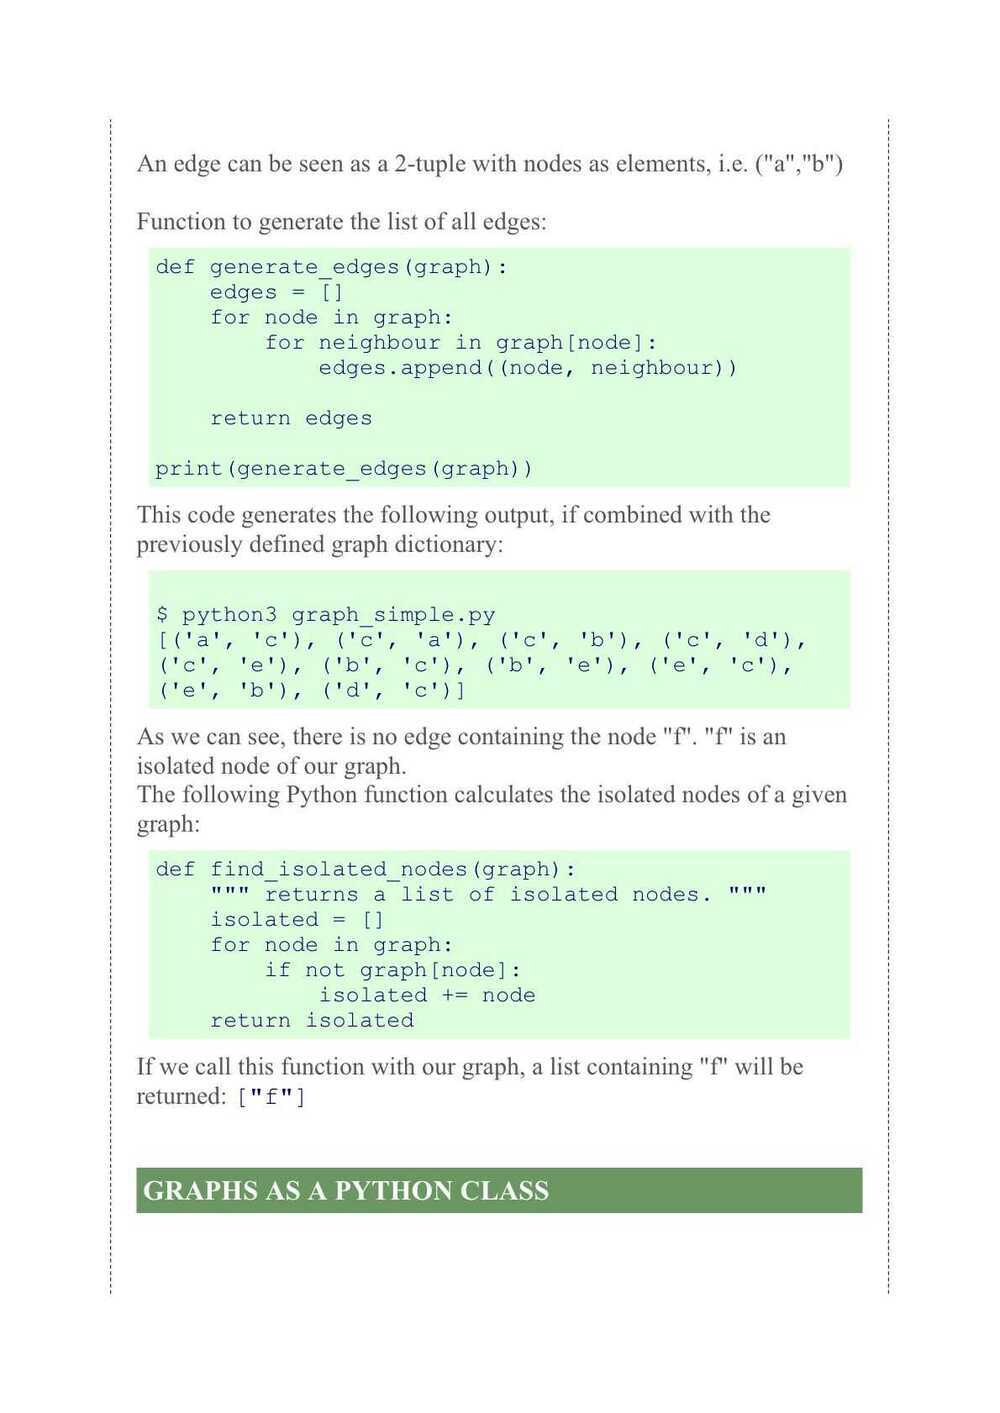 An edge can be seen as a 2-tuple with nodes as elements, i.e. ("a","b")
Function to generate the list of all edges:
def generate_edges(graph):
    edges = []
    for node in graph:
        for neighbour in graph[node]:
            edges.append((node, neighbour))
    return edges
print(generate_edges(graph))
This code generates the following output, if combined with the
previously defined graph dictionary:
$ python3 graph_simple.py
[('a', 'c'), ('c', 'a'), ('c', 'b'), ('c', 'd'),
('c', 'e'), ('b', 'c'), ('b', 'e'), ('e', 'c'),
('e', 'b'), ('d', 'c')]
As we can see, there is no edge containing the node "f". "f" is an
isolated node of our graph.
The following Python function calculates the isolated nodes of a given
graph:
def find_isolated_nodes(graph):
    """ returns a list of isolated nodes. """
    isolated = []
    for node in graph:
        if not graph[node]:
            isolated += node
    return isolated
If we call this function with our graph, a list containing "f" will be
returned: ["f"]
GRAPHS AS A PYTHON CLASS